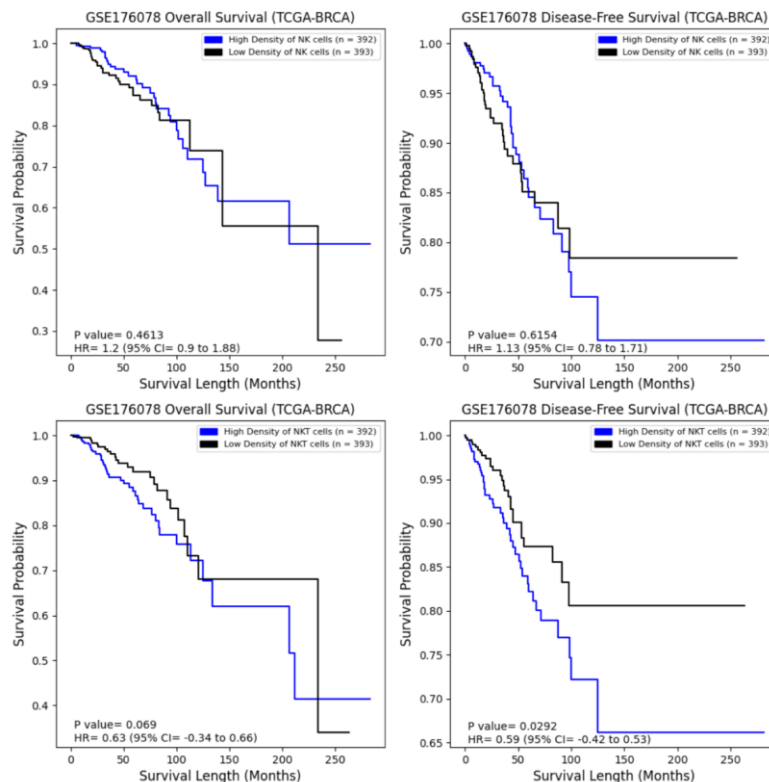 GSE176078 Overall Survival (TCGA-BRCA)
High Density of NK cells (n = 392)
Low Density of NK cells (n = 393)
1.0
0.9
0.8
0.7
0.6
0.5
0.4
0.3
Survival Probability
P value= 0.4613
HR= 1.2 (95% CI= 0.9 to 1.88)
0 50 100 150 200 250
Survival Length (Months)
GSE176078 Disease-Free Survival (TCGA-BRCA)
High Density of NK cells (n = 392)
Low Density of NK cells (n = 393)
1.00
0.95
0.90
0.85
0.80
0.75
0.70
Survival Probability
P value= 0.6154
HR= 1.13 (95% CI= 0.78 to 1.71)
0 50 100 150 200 250
Survival Length (Months)
GSE176078 Overall Survival (TCGA-BRCA)
High Density of NKT cells (n = 392)
Low Density of NKT cells (n = 393)
1.0
0.9
0.8
0.7
0.6
0.5
0.4
Survival Probability
P value= 0.069
HR= 0.63 (95% CI= -0.34 to 0.66)
0 50 100 150 200 250
Survival Length (Months)
GSE176078 Disease-Free Survival (TCGA-BRCA)
High Density of NKT cells (n = 392)
Low Density of NKT cells (n = 393)
1.00
0.95
0.90
0.85
0.80
0.75
0.70
0.65
Survival Probability
P value= 0.0292
HR= 0.59 (95% CI= -0.42 to 0.53)
0 50 100 150 200 250
Survival Length (Months)